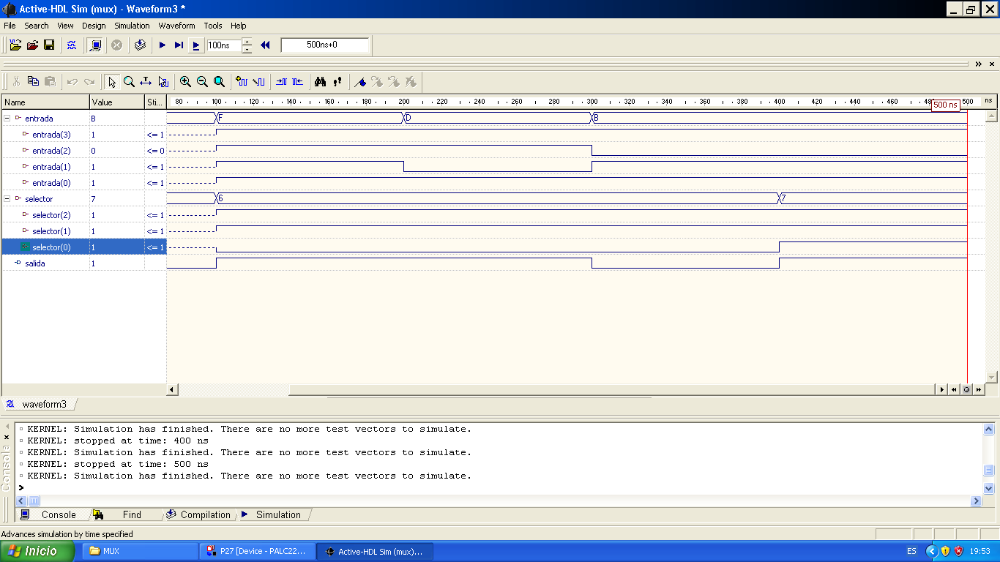 Active-HDL Sim (mux) - Waveform3 *
File Search View Design Simulation Waveform Tools Help
100ns 500ns+0
Name Value Sti... 80 100 120 140 160 180 200 220 240 260 280 300 320 340 360 380 400 420 440 460 500 ns
500 ns
entrada B F D B
entrada(3) 1 <= 1
entrada(2) 0 <= 0
entrada(1) 1 <= 1
entrada(0) 1 <= 1
selector 7 6 7
selector(2) 1 <= 1
selector(1) 1 <= 1
selector(0) 1 <= 1
salida 1
waveform3
KERNEL: Simulation has finished. There are no more test vectors to simulate.
KERNEL: stopped at time: 400 ns
KERNEL: Simulation has finished. There are no more test vectors to simulate.
KERNEL: stopped at time: 500 ns
KERNEL: Simulation has finished. There are no more test vectors to simulate.
>
Consola
Console Find Compilation Simulation
Advances simulation by time specified
Inicio MUX P27 [Device - PALC22... Active-HDL Sim (mux)... ES 19:53